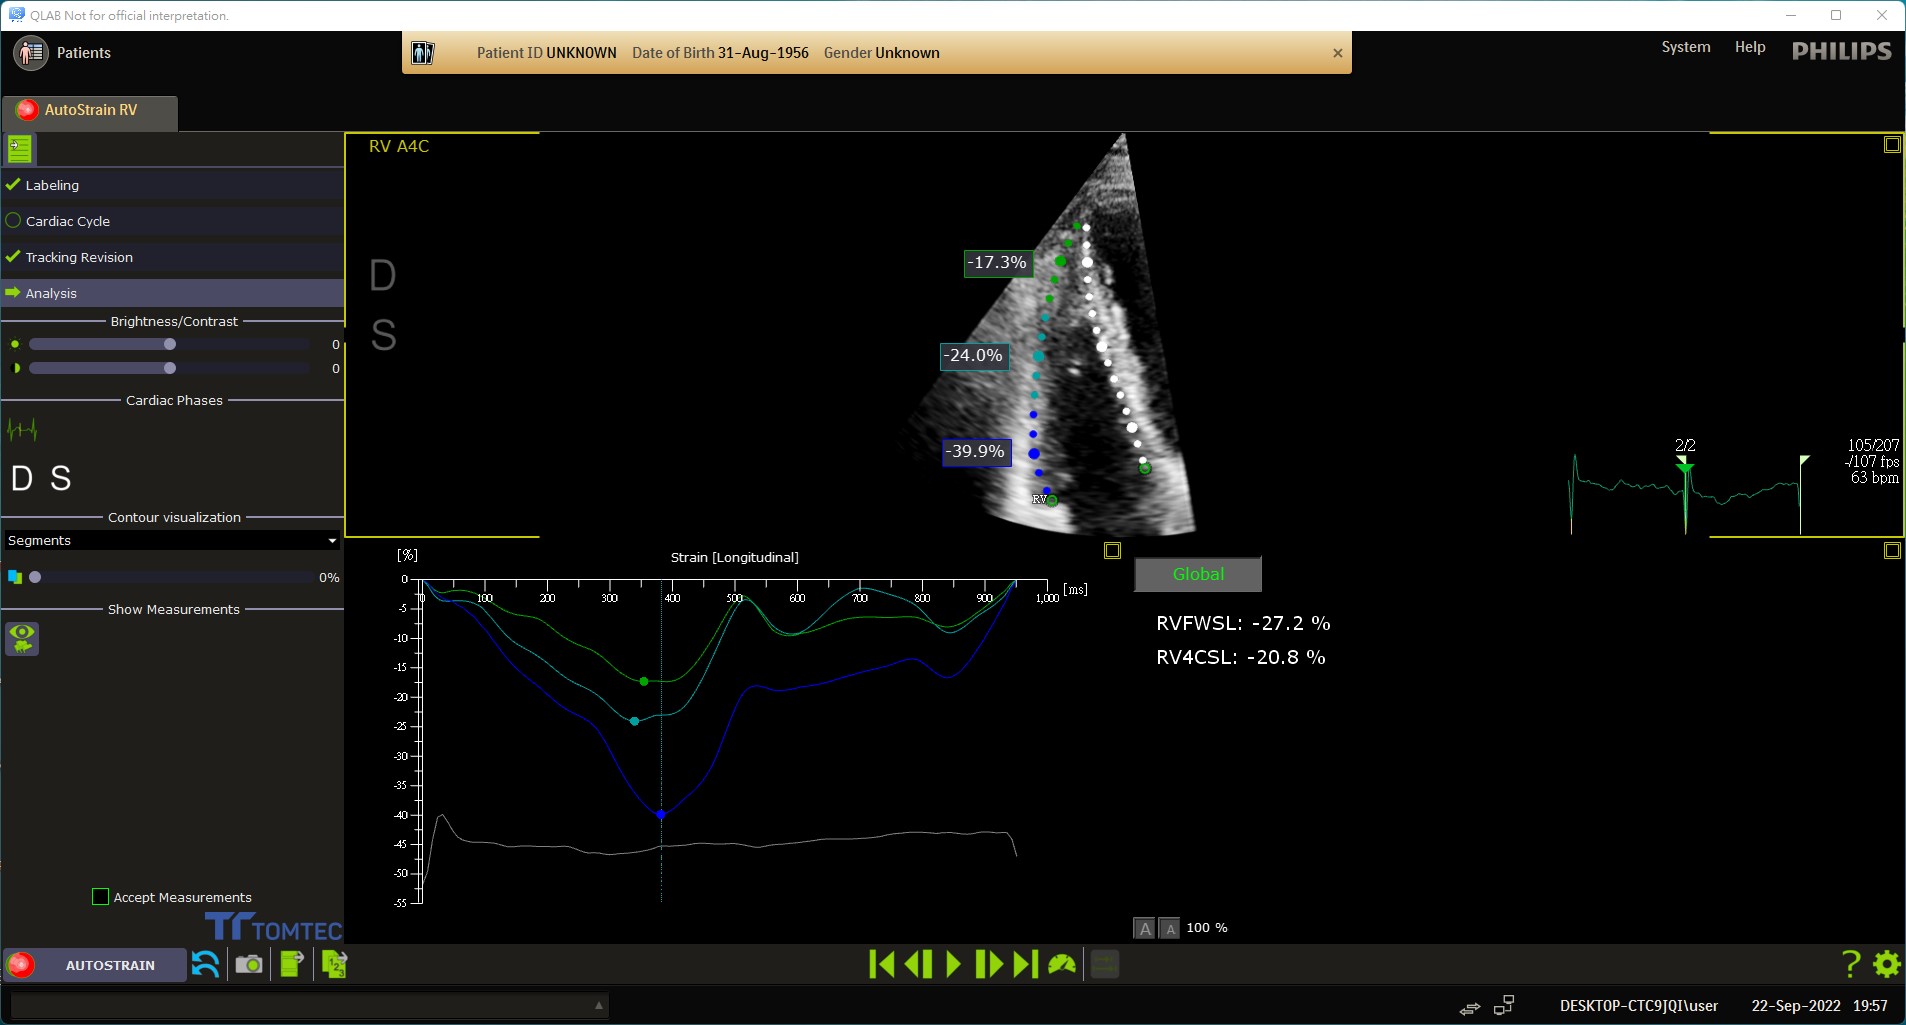 QLAB Not for official interpretation.
Patients
Patient ID UNKNOWN Date of Birth 31-Aug-1956 Gender Unknown
System Help PHILIPS
AutoStrain RV
Labeling
Cardiac Cycle
Tracking Revision
Analysis
Brightness/Contrast
0
0
Cardiac Phases
D S
Contour visualization
Segments
0%
Show Measurements
Accept Measurements
TOMTEC
RV A4C
D
S
-17.3%
-24.0%
-39.9%
RV
2/2
105/207
-/107 fps
63 bpm
[%]
Strain [Longitudinal]
0 100 200 300 400 500 600 700 800 900 1,000 [ms]
0
-5
-10
-15
-20
-25
-30
-35
-40
-45
-50
-55
Global
RVFWSL: -27.2 %
RV4CSL: -20.8 %
A A 100 %
AUTOSTRAIN
1 2 3
?
DESKTOP-CTC9JQI\user 22-Sep-2022 19:57